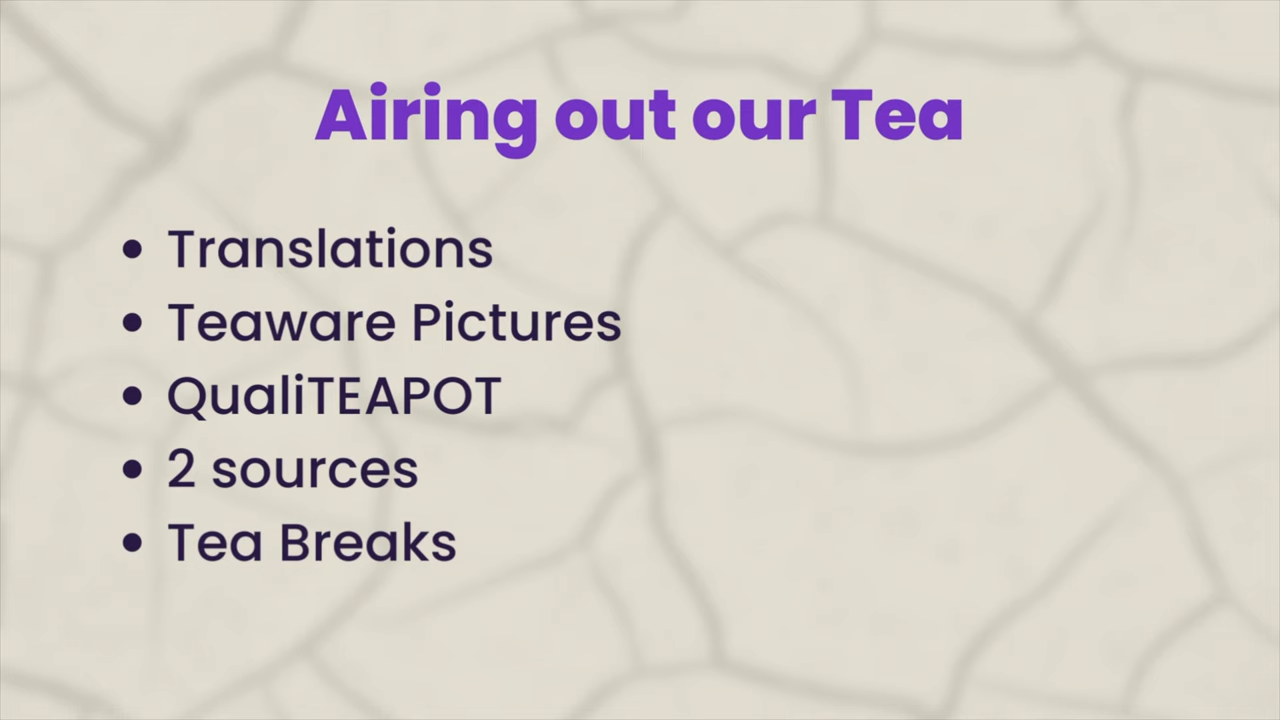 Airing out our Tea
• Translations
• Teaware Pictures
• QualiTEAPOT
• 2 sources
• Tea Breaks